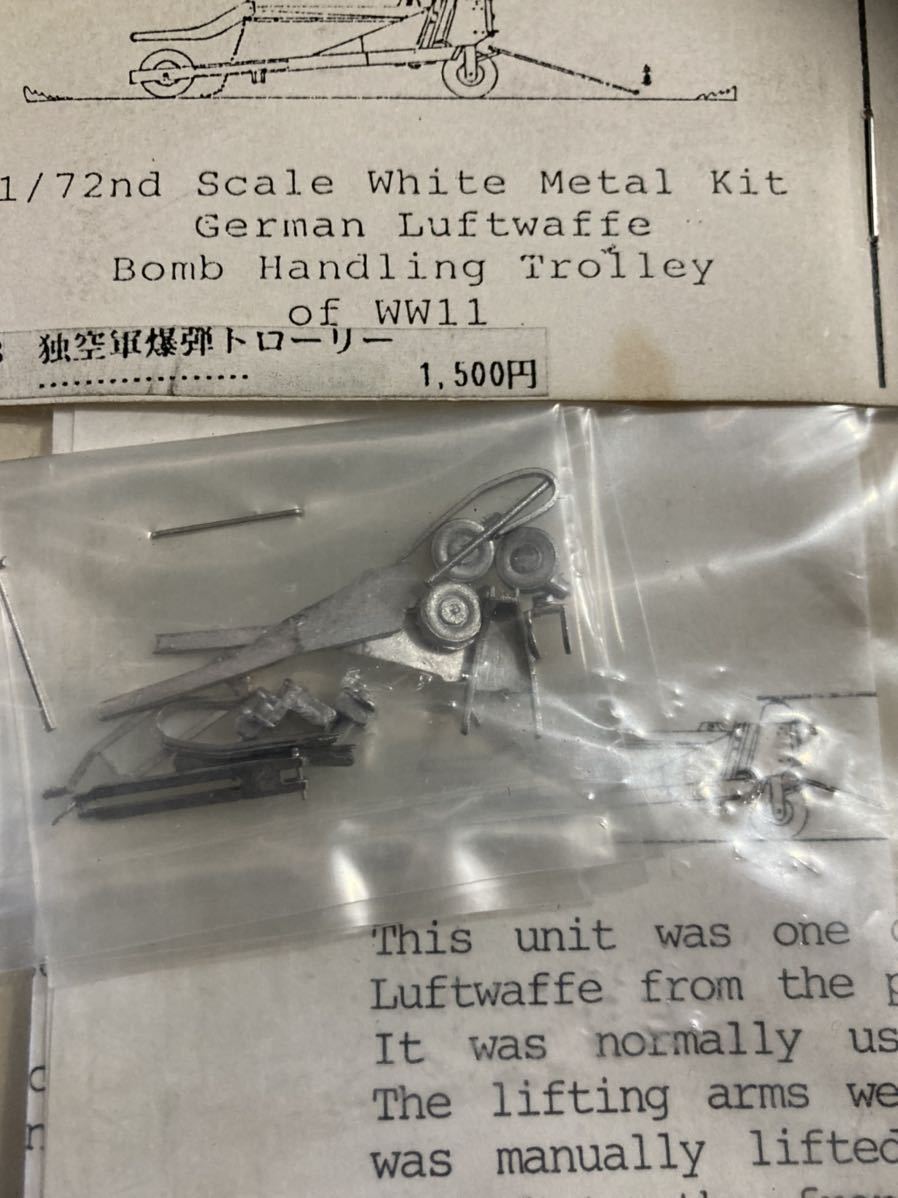 1/72nd Scale White Metal Kit
German Luftwaffe
Bomb Handling Trolley
of WW11
独空軍爆弾トローリー
1,500円
This unit was one
Luftwaffe from the
It was normally us
The lifting arms we
was manually lifted